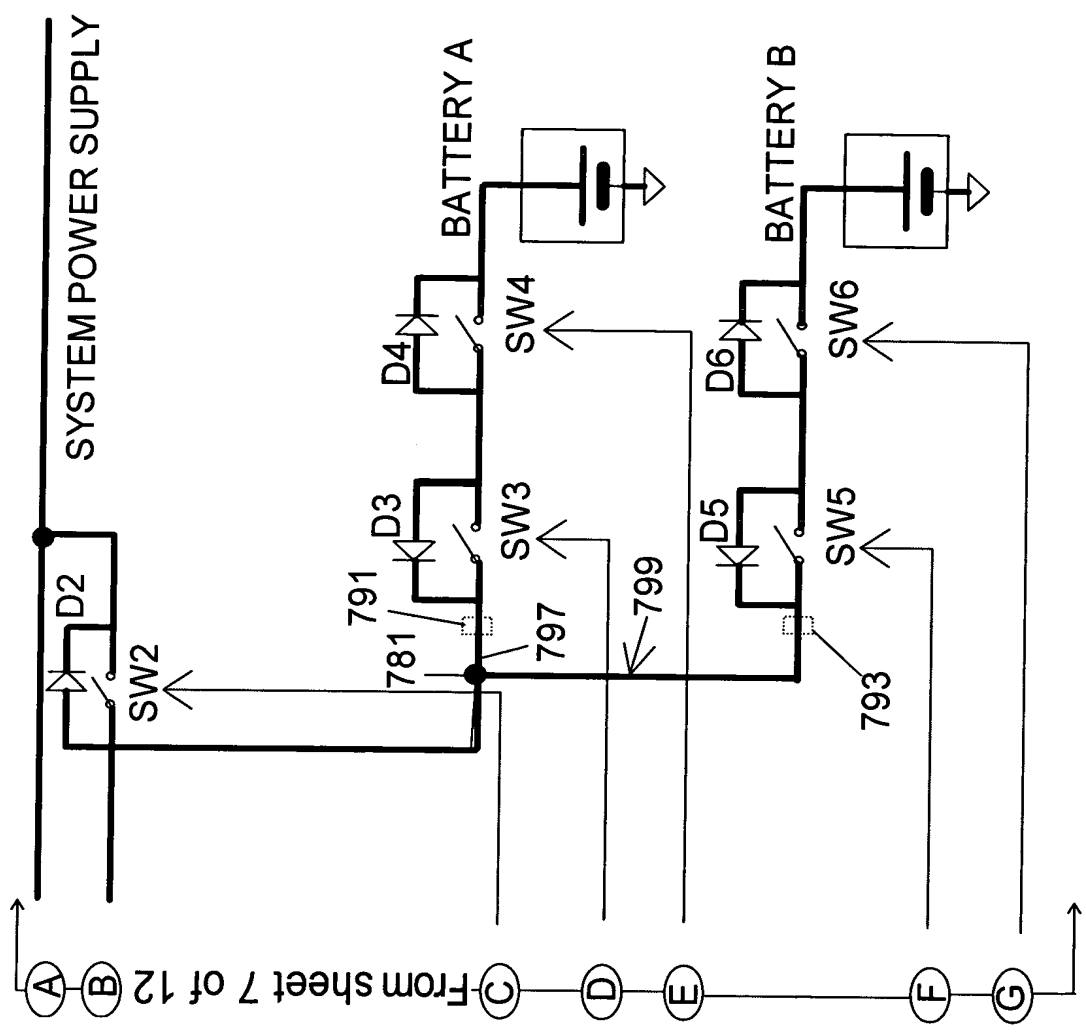 SYSTEM POWER SUPPLY
D2
SW2
BATTERY A
D4
SW4
D3
SW3
791
781
797
799
BATTERY B
D6
SW6
D5
SW5
793
A
B
From sheet 7 of 12
C
D
E
F
G